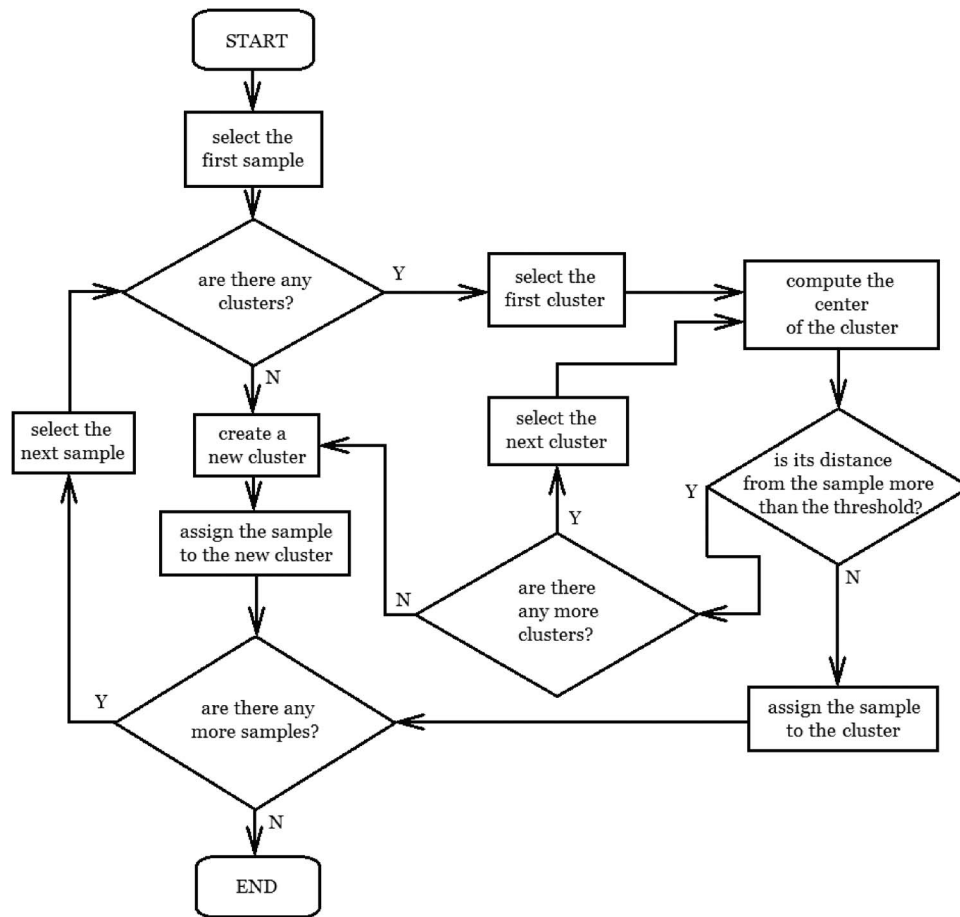 START
select the
first sample
are there any
clusters?
Y
select the
first cluster
compute the
center
of the cluster
N
select the
next sample
create a
new cluster
select the
next cluster
is its distance
from the sample more
than the threshold?
Y
Y
assign the sample
to the new cluster
N
are there
any more
clusters?
N
Y
are there any
more samples?
assign the sample
to the cluster
N
END